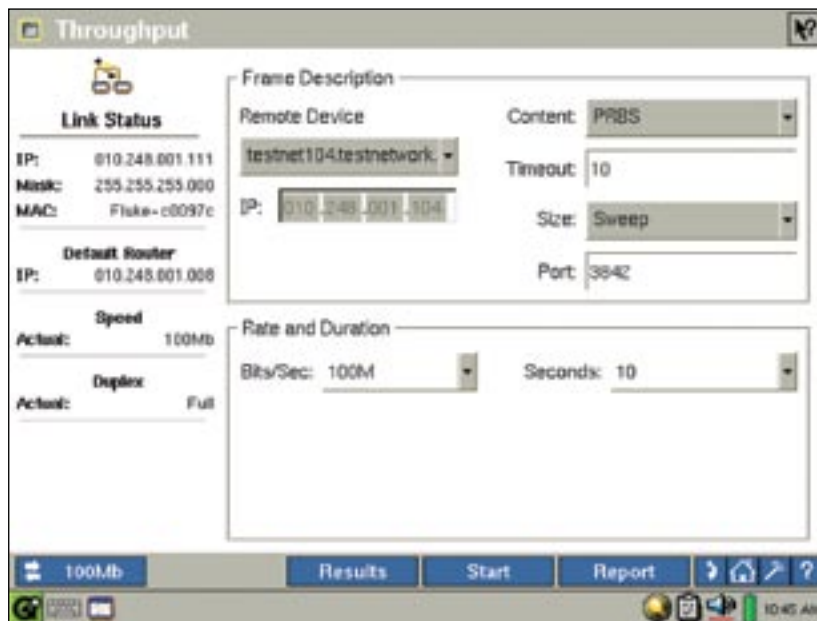 Throughput
Link Status
IP: 010.248.001.111
Mask: 255.255.255.000
MAC: Fluke-c0097c
Default Router
IP: 010.248.001.008
Speed
Actual: 100Mb
Duplex
Actual: Full
Frame Description
Remote Device
testnet104.testnetwork.
IP: 010 .248 .001 .104
Content: PRBS
Timeout: 10
Size: Sweep
Port: 3842
Rate and Duration
Bits/Sec: 100M
Seconds: 10
100Mb
Results
Start
Report
?
10:45 AM